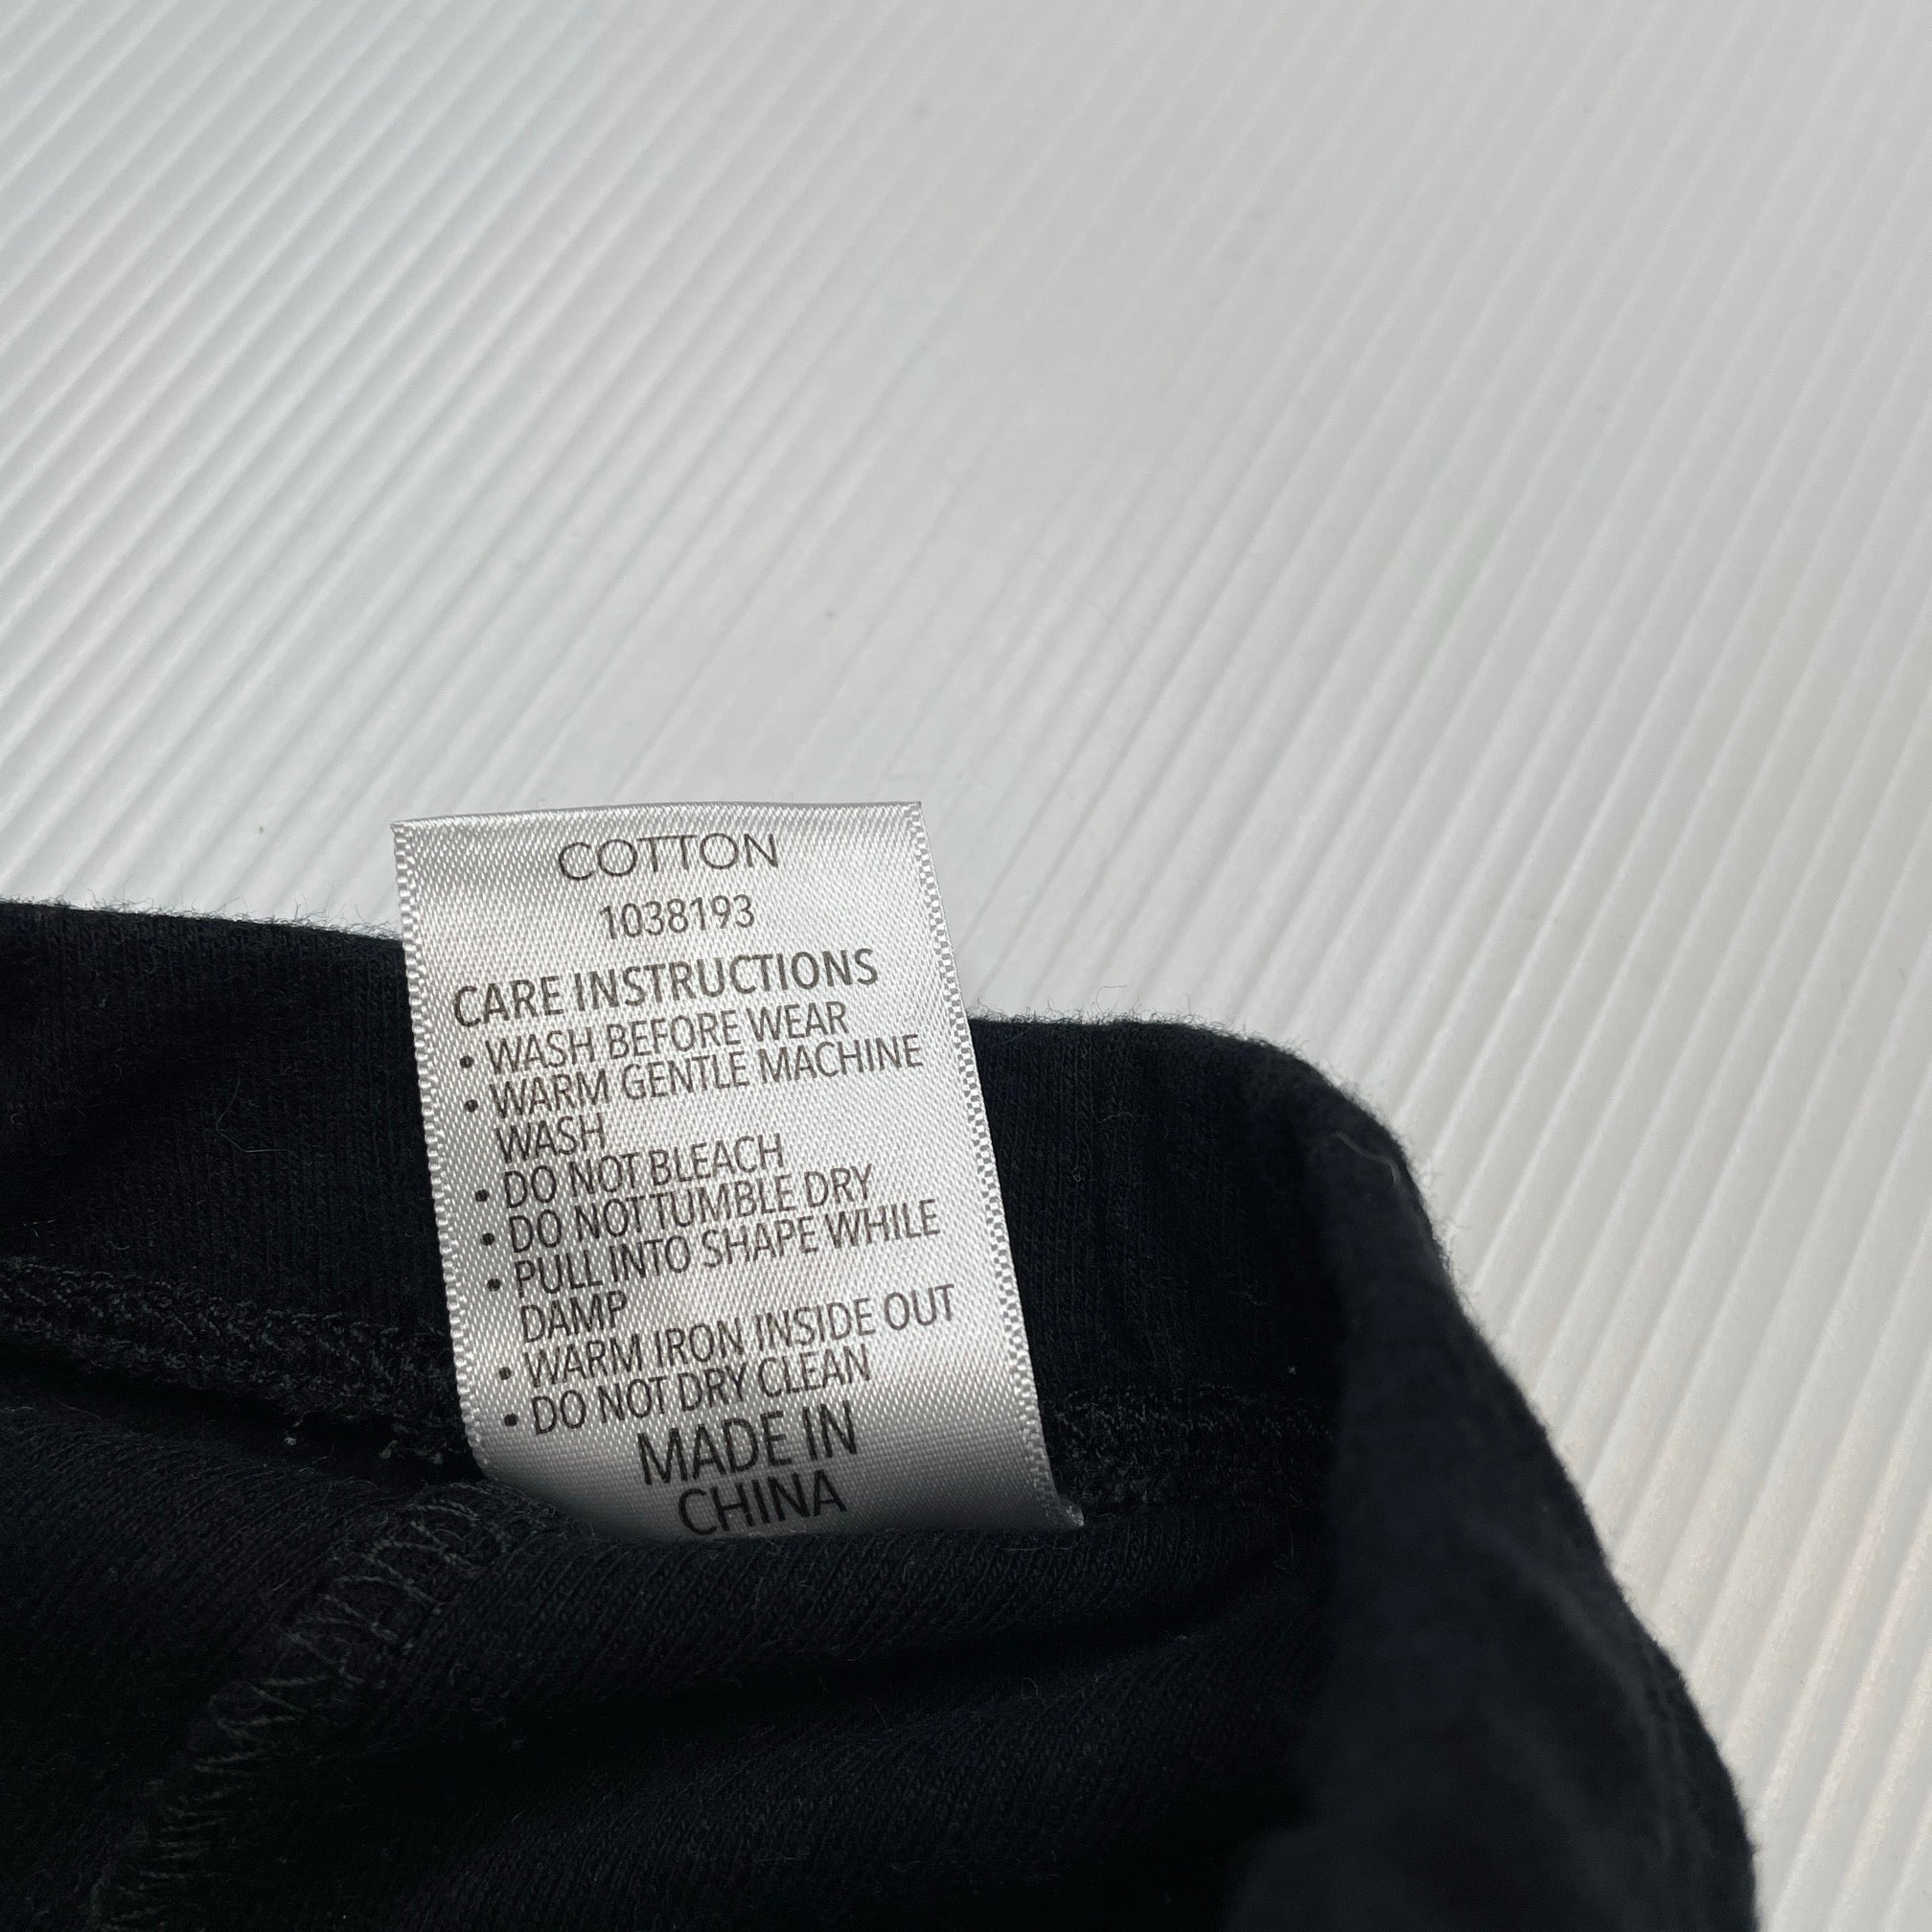 COTTON
1038193
CARE INSTRUCTIONS
• WASH BEFORE WEAR
• WARM GENTLE MACHINE
WASH
• DO NOT BLEACH
• DO NOT TUMBLE DRY
• PULL INTO SHAPE WHILE
DAMP
• WARM IRON INSIDE OUT
• DO NOT DRY CLEAN
MADE IN
CHINA